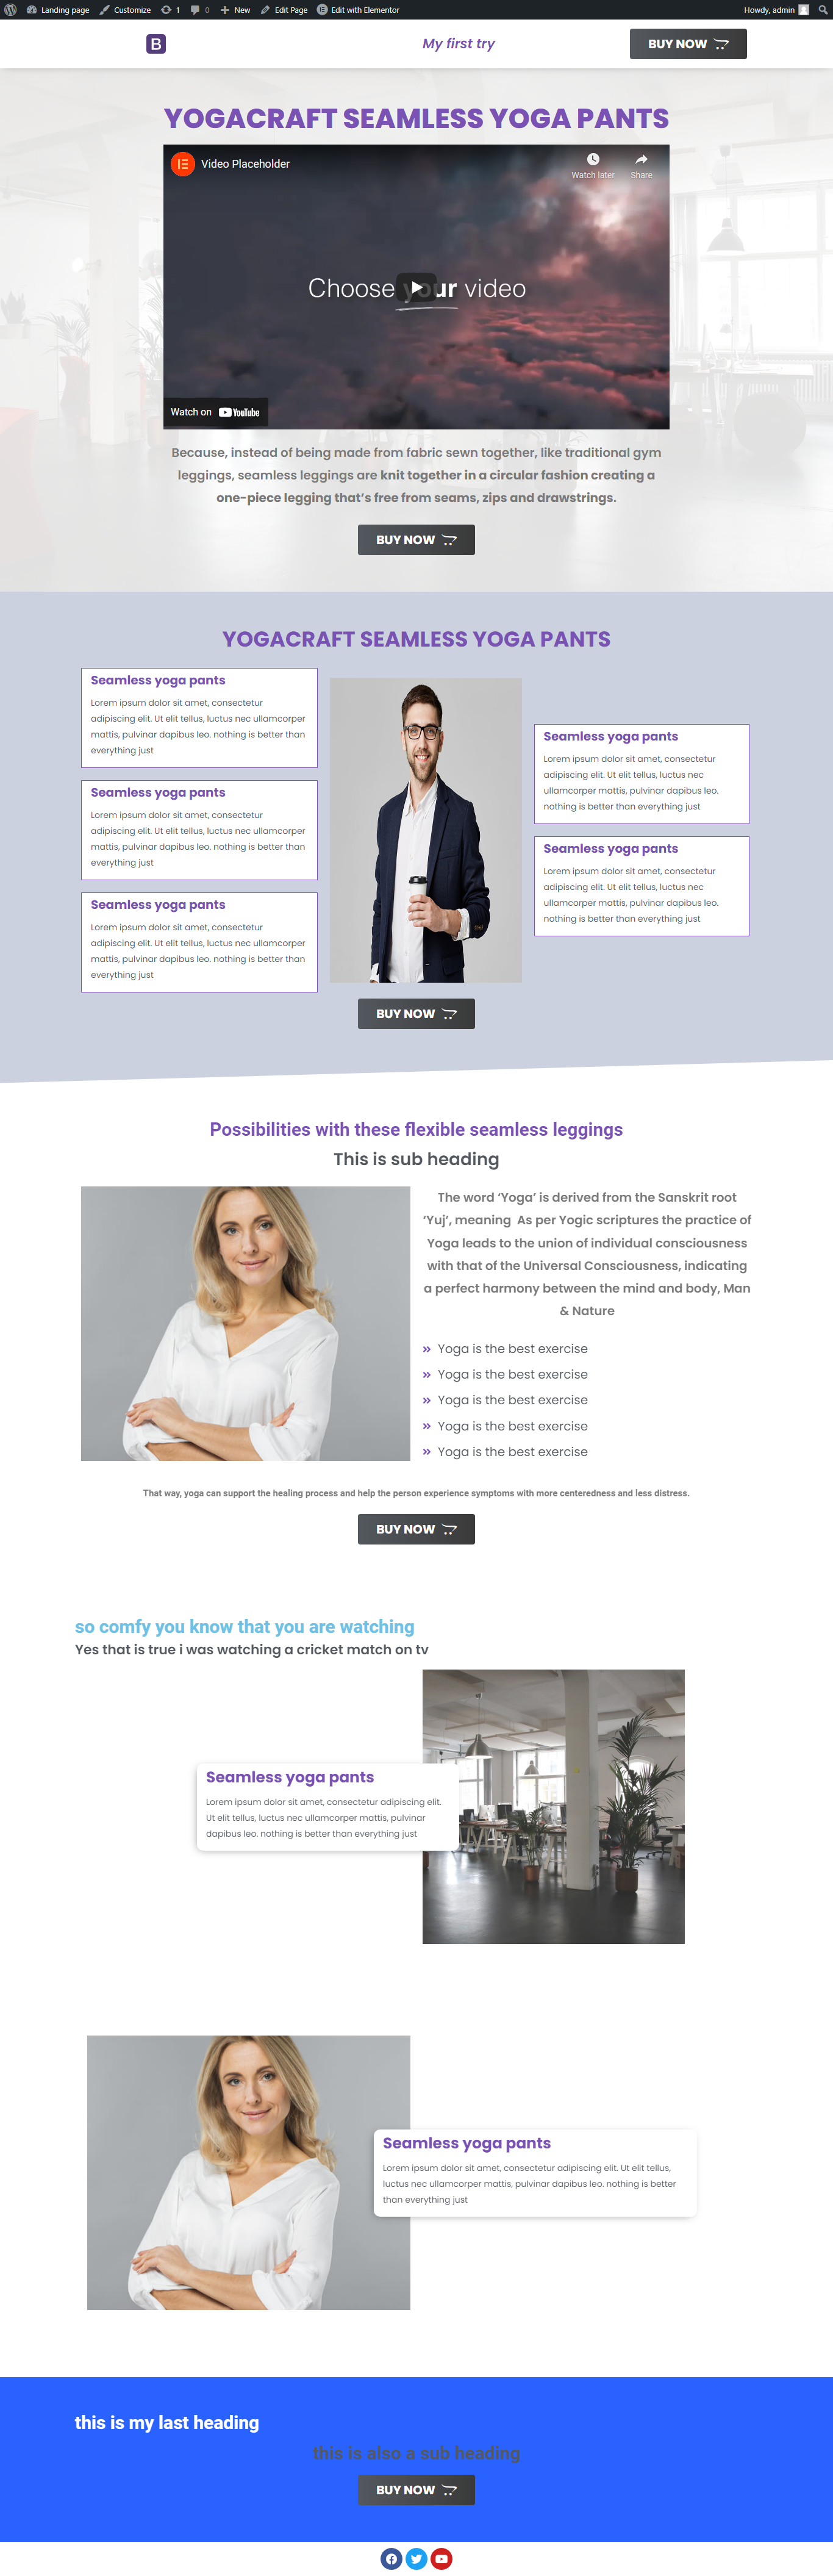 Landing page Customize 1 0 New Edit Page Edit with Elementor Howdy, admin
B My first try BUY NOW
YOGACRAFT SEAMLESS YOGA PANTS
Video Placeholder
Watch later Share
Choose your video
Watch on YouTube
Because, instead of being made from fabric sewn together, like traditional gym
leggings, seamless leggings are knit together in a circular fashion creating a
one-piece legging that’s free from seams, zips and drawstrings.
BUY NOW
YOGACRAFT SEAMLESS YOGA PANTS
Seamless yoga pants
Lorem ipsum dolor sit amet, consectetur
adipiscing elit. Ut elit tellus, luctus nec ullamcorper
mattis, pulvinar dapibus leo. nothing is better than
everything just
Seamless yoga pants
Lorem ipsum dolor sit amet, consectetur
adipiscing elit. Ut elit tellus, luctus nec ullamcorper
mattis, pulvinar dapibus leo. nothing is better than
everything just
Seamless yoga pants
Lorem ipsum dolor sit amet, consectetur
adipiscing elit. Ut elit tellus, luctus nec ullamcorper
mattis, pulvinar dapibus leo. nothing is better than
everything just
Seamless yoga pants
Lorem ipsum dolor sit amet, consectetur
adipiscing elit. Ut elit tellus, luctus nec
ullamcorper mattis, pulvinar dapibus leo.
nothing is better than everything just
Seamless yoga pants
Lorem ipsum dolor sit amet, consectetur
adipiscing elit. Ut elit tellus, luctus nec
ullamcorper mattis, pulvinar dapibus leo.
nothing is better than everything just
BUY NOW
Possibilities with these flexible seamless leggings
This is sub heading
The word ‘Yoga’ is derived from the Sanskrit root
‘Yuj’, meaning  As per Yogic scriptures the practice of
Yoga leads to the union of individual consciousness
with that of the Universal Consciousness, indicating
a perfect harmony between the mind and body, Man
& Nature
Yoga is the best exercise
Yoga is the best exercise
Yoga is the best exercise
Yoga is the best exercise
Yoga is the best exercise
That way, yoga can support the healing process and help the person experience symptoms with more centeredness and less distress.
BUY NOW
so comfy you know that you are watching
Yes that is true i was watching a cricket match on tv
Seamless yoga pants
Lorem ipsum dolor sit amet, consectetur adipiscing elit.
Ut elit tellus, luctus nec ullamcorper mattis, pulvinar
dapibus leo. nothing is better than everything just
Seamless yoga pants
Lorem ipsum dolor sit amet, consectetur adipiscing elit. Ut elit tellus,
luctus nec ullamcorper mattis, pulvinar dapibus leo. nothing is better
than everything just
this is my last heading
this is also a sub heading
BUY NOW